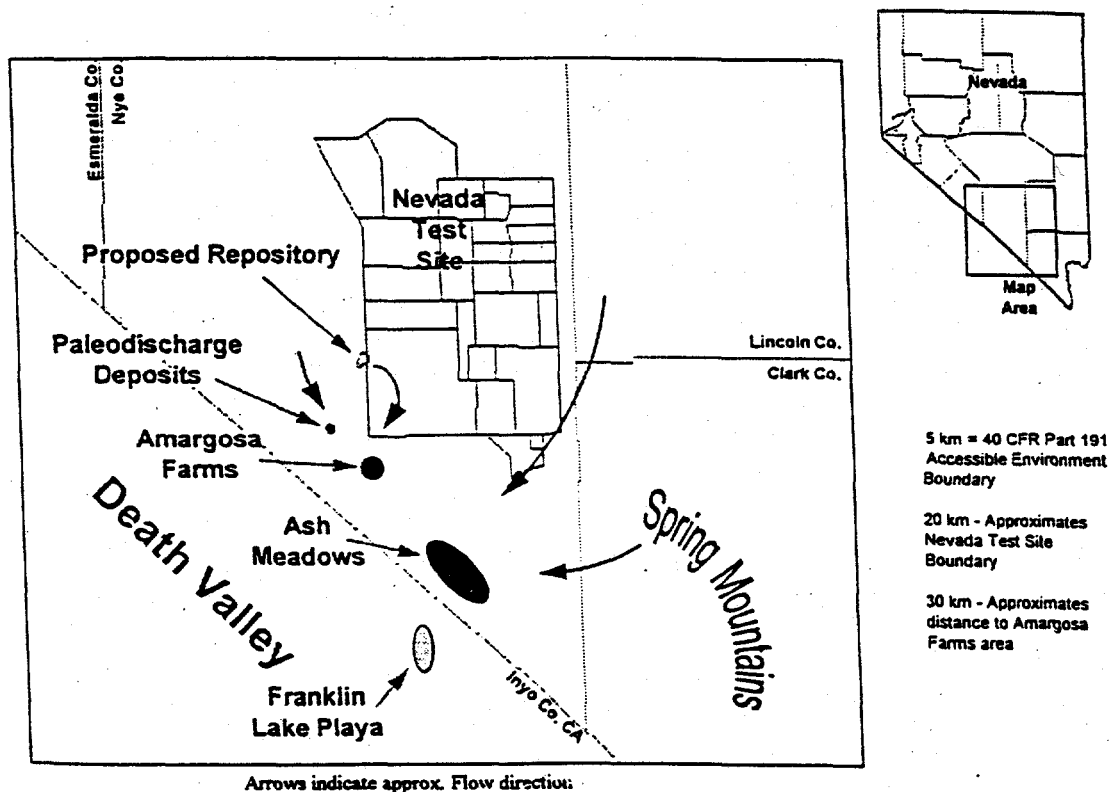 Esmeralda Co.
Nye Co.
Nevada
Test
Site
Proposed Repository
Paleodischarge
Deposits
Amargosa
Farms
Ash
Meadows
Death Valley
Franklin
Lake Playa
Inyo Co. CA
Spring Mountains
Lincoln Co.
Clark Co.
Arrows indicate approx. Flow direction
Nevada
Map
Area
5 km = 40 CFR Part 191
Accessible Environment
Boundary
20 km - Approximates
Nevada Test Site
Boundary
30 km - Approximates
distance to Amargosa
Farms area